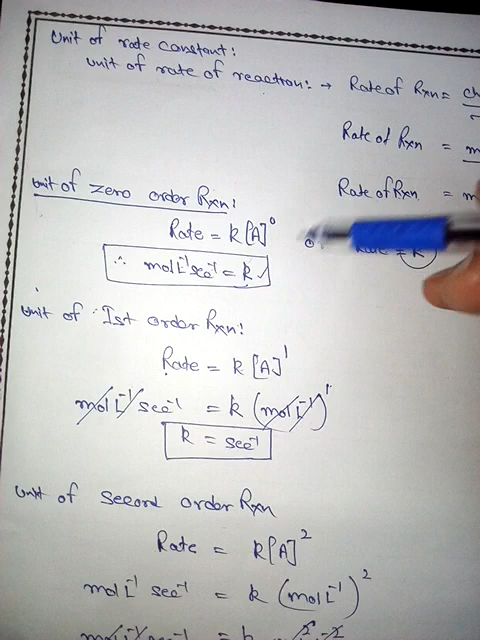 Unit of rate constant:
Unit of rate of reaction: → Rate of Rxn =
Rate of Rxn =
Rate of Rxn =
Unit of zero order Rxn:
Rate = k[A]⁰
∴ mol L⁻¹ sec⁻¹ = k ✓
Unit of Ist order Rxn:
Rate = k[A]¹
mol L⁻¹ sec⁻¹ = k (mol L⁻¹)¹
k = sec⁻¹
Unit of Second order Rxn
Rate = k[A]²
mol L⁻¹ sec⁻¹ = k (mol L⁻¹)²